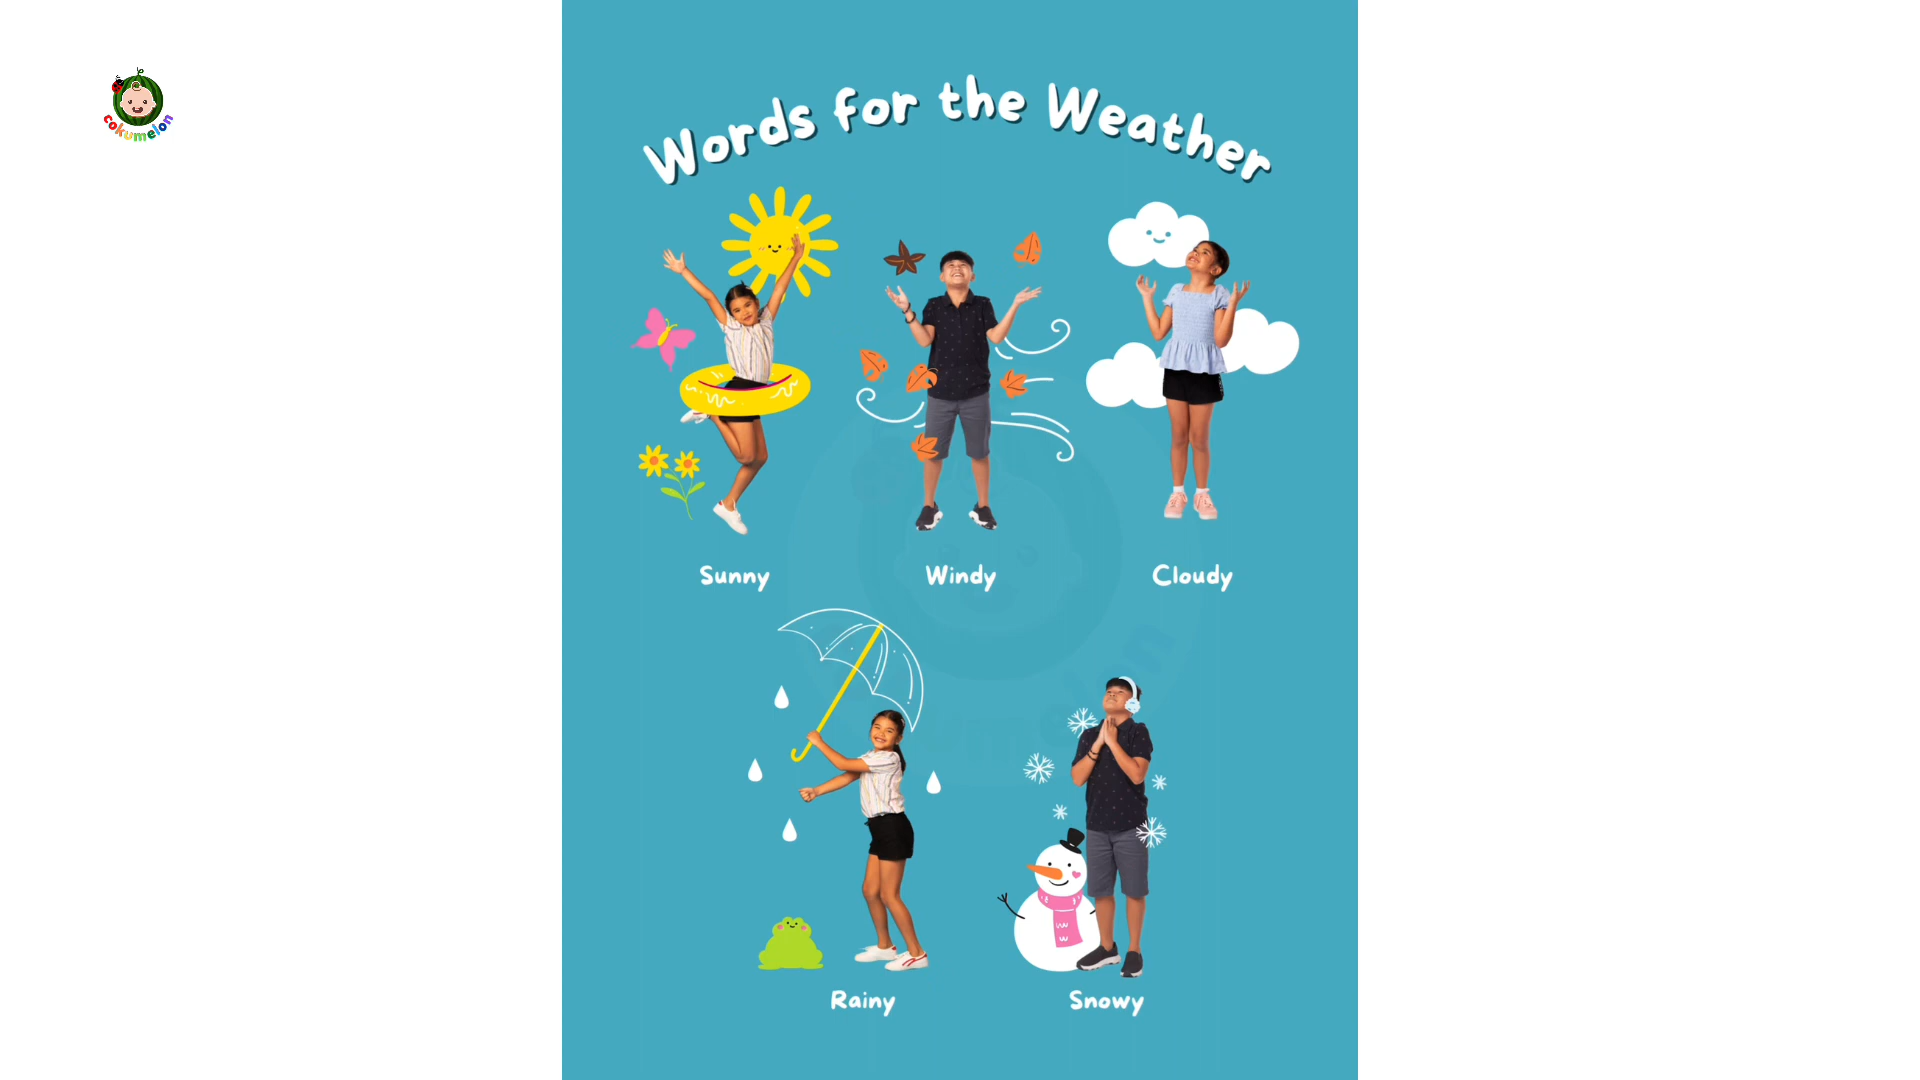 cokumelon
Words for the Weather
Sunny
Windy
Cloudy
Rainy
Snowy